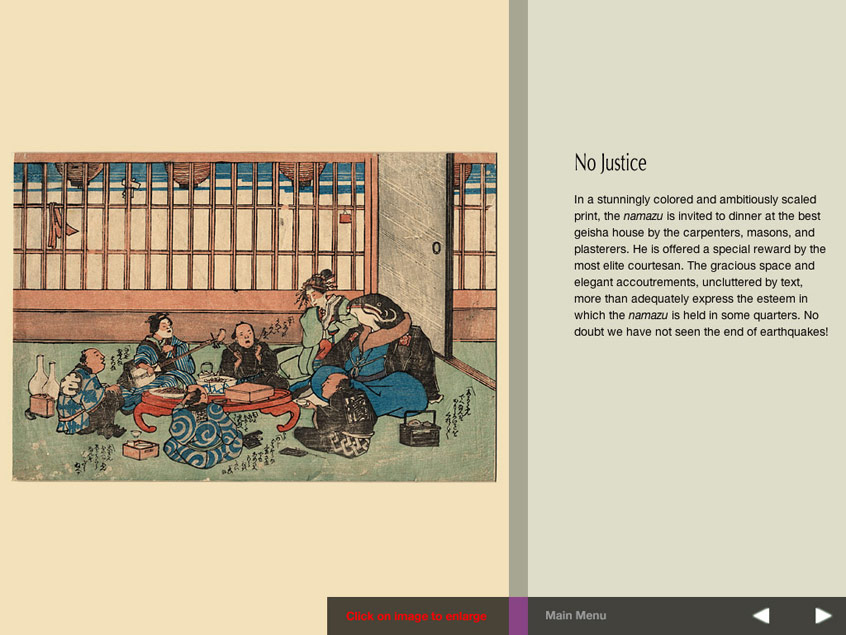 No Justice
In a stunningly colored and ambitiously scaled
print, the namazu is invited to dinner at the best
geisha house by the carpenters, masons, and
plasterers. He is offered a special reward by the
most elite courtesan. The gracious space and
elegant accoutrements, uncluttered by text,
more than adequately express the esteem in
which the namazu is held in some quarters. No
doubt we have not seen the end of earthquakes!
Click on image to enlarge
Main Menu